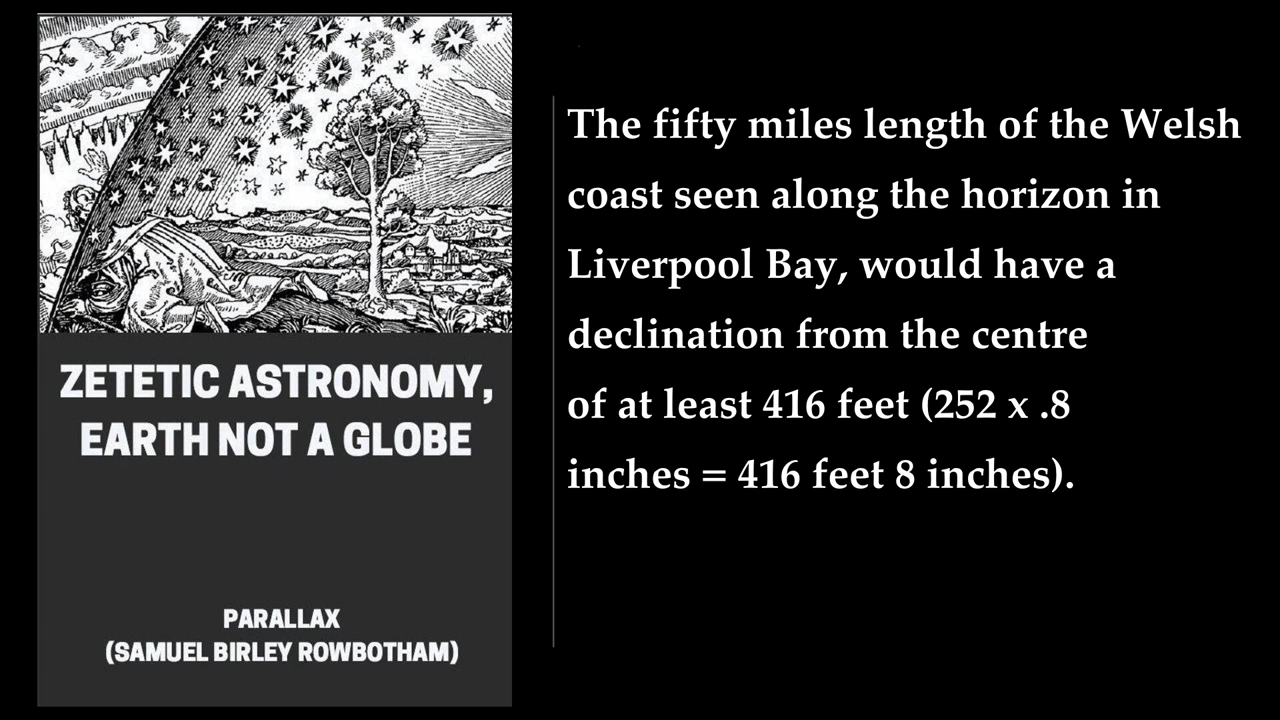 ZETETIC ASTRONOMY,
EARTH NOT A GLOBE
PARALLAX
(SAMUEL BIRLEY ROWBOTHAM)
The fifty miles length of the Welsh
coast seen along the horizon in
Liverpool Bay, would have a
declination from the centre
of at least 416 feet (252 x .8
inches = 416 feet 8 inches).